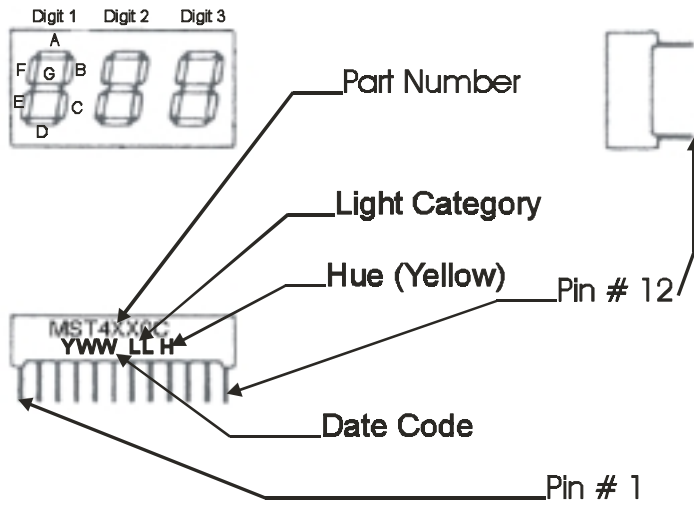 Digit 1 Digit 2 Digit 3
A
F G B
E C
D
Part Number
Light Category
Hue (Yellow)
Pin # 12
MST4XX0C
YWW LL H
Date Code
Pin # 1